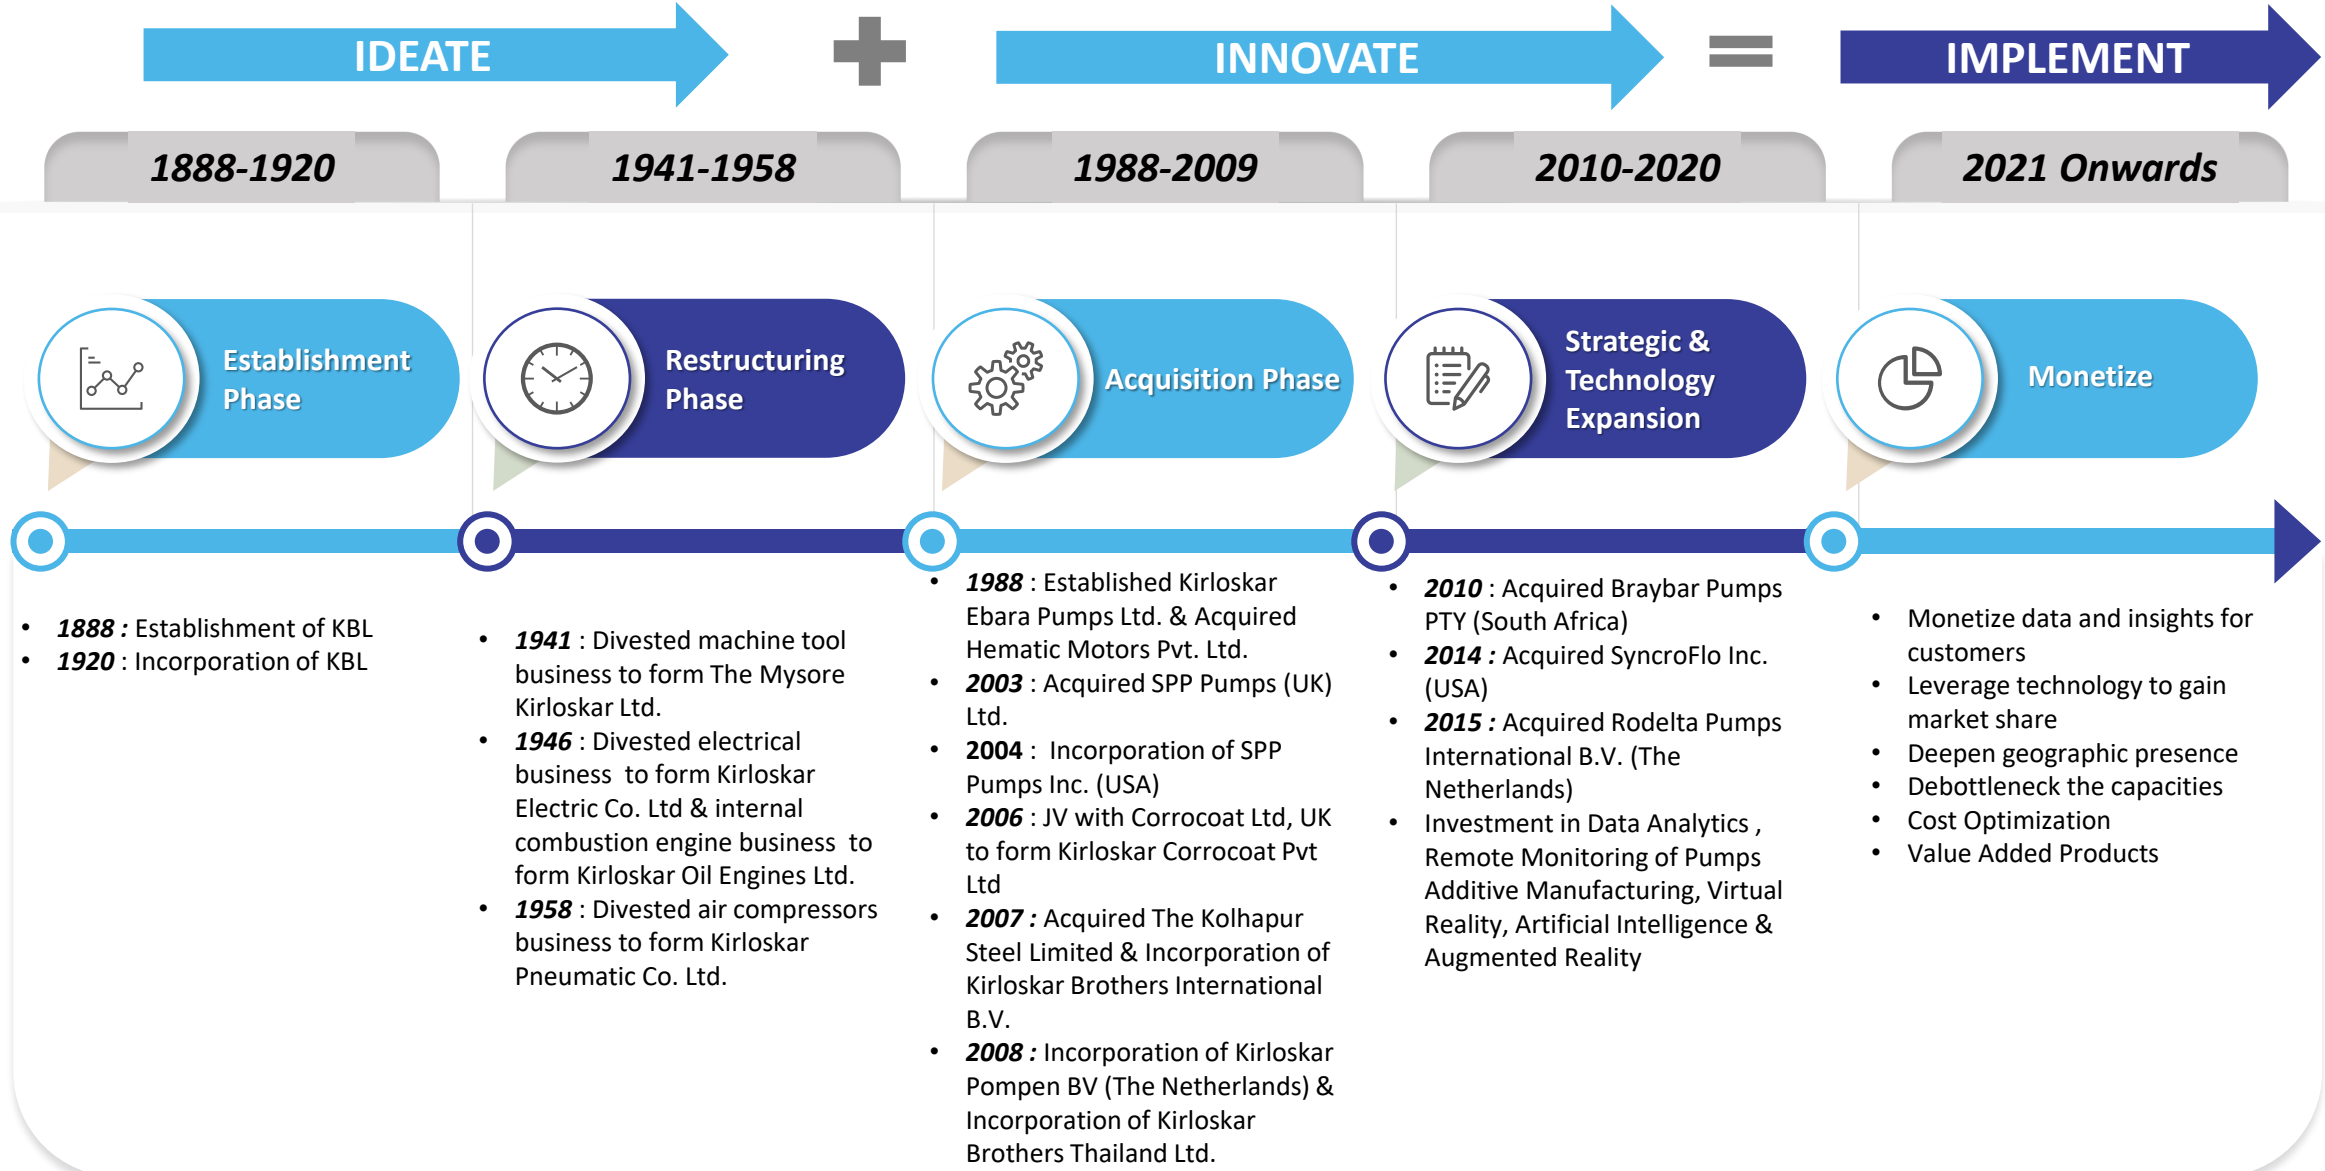 IDEATE
INNOVATE
IMPLEMENT
1888-1920
1941-1958
1988-2009
2010-2020
2021 Onwards
Establishment
Phase
Restructuring
Phase
Acquisition Phase
Strategic &
Technology
Expansion
Monetize
• 1888 : Establishment of KBL
• 1920 : Incorporation of KBL
• 1941 : Divested machine tool
business to form The Mysore
Kirloskar Ltd.
• 1946 : Divested electrical
business to form Kirloskar
Electric Co. Ltd & internal
combustion engine business to
form Kirloskar Oil Engines Ltd.
• 1958 : Divested air compressors
business to form Kirloskar
Pneumatic Co. Ltd.
• 1988 : Established Kirloskar
Ebara Pumps Ltd. & Acquired
Hematic Motors Pvt. Ltd.
• 2003 : Acquired SPP Pumps (UK)
Ltd.
• 2004 : Incorporation of SPP
Pumps Inc. (USA)
• 2006 : JV with Corrocoat Ltd, UK
to form Kirloskar Corrocoat Pvt
Ltd
• 2007 : Acquired The Kolhapur
Steel Limited & Incorporation of
Kirloskar Brothers International
B.V.
• 2008 : Incorporation of Kirloskar
Pompen BV (The Netherlands) &
Incorporation of Kirloskar
Brothers Thailand Ltd.
• 2010 : Acquired Braybar Pumps
PTY (South Africa)
• 2014 : Acquired SyncroFlo Inc.
(USA)
• 2015 : Acquired Rodelta Pumps
International B.V. (The
Netherlands)
• Investment in Data Analytics ,
Remote Monitoring of Pumps
Additive Manufacturing, Virtual
Reality, Artificial Intelligence &
Augmented Reality
• Monetize data and insights for
customers
• Leverage technology to gain
market share
• Deepen geographic presence
• Debottleneck the capacities
• Cost Optimization
• Value Added Products